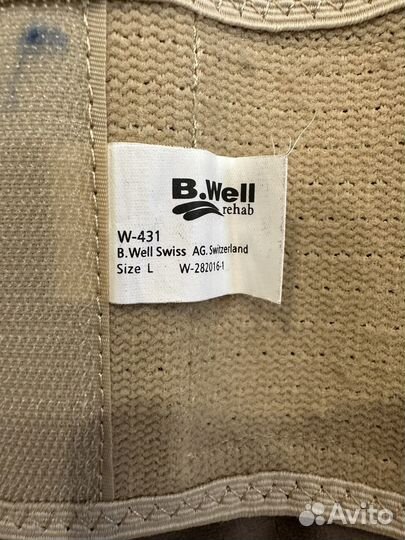 B.Well
rehab
W-431
B.Well Swiss AG. Switzerland
Size L W-282016-1
Avito